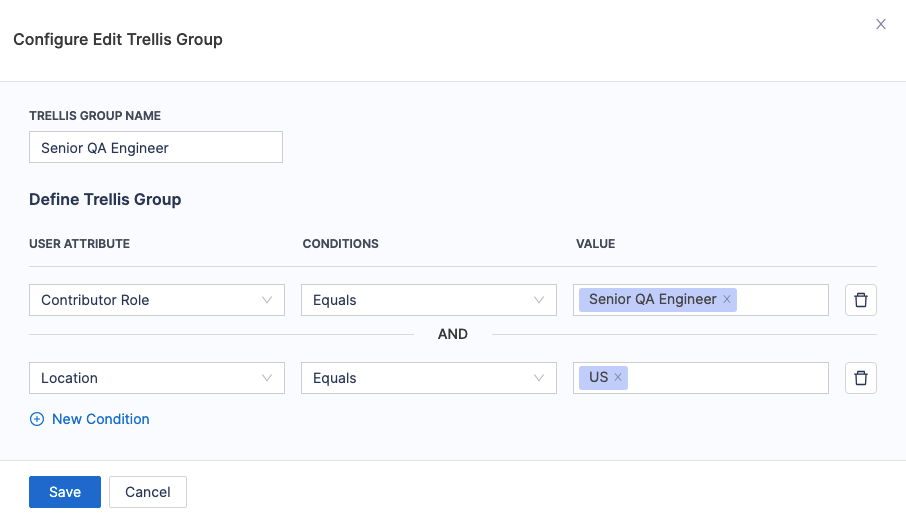 Configure Edit Trellis Group
TRELLIS GROUP NAME
Senior QA Engineer
Define Trellis Group
USER ATTRIBUTE CONDITIONS VALUE
Contributor Role Equals Senior QA Engineer
AND
Location Equals US
New Condition
Save Cancel